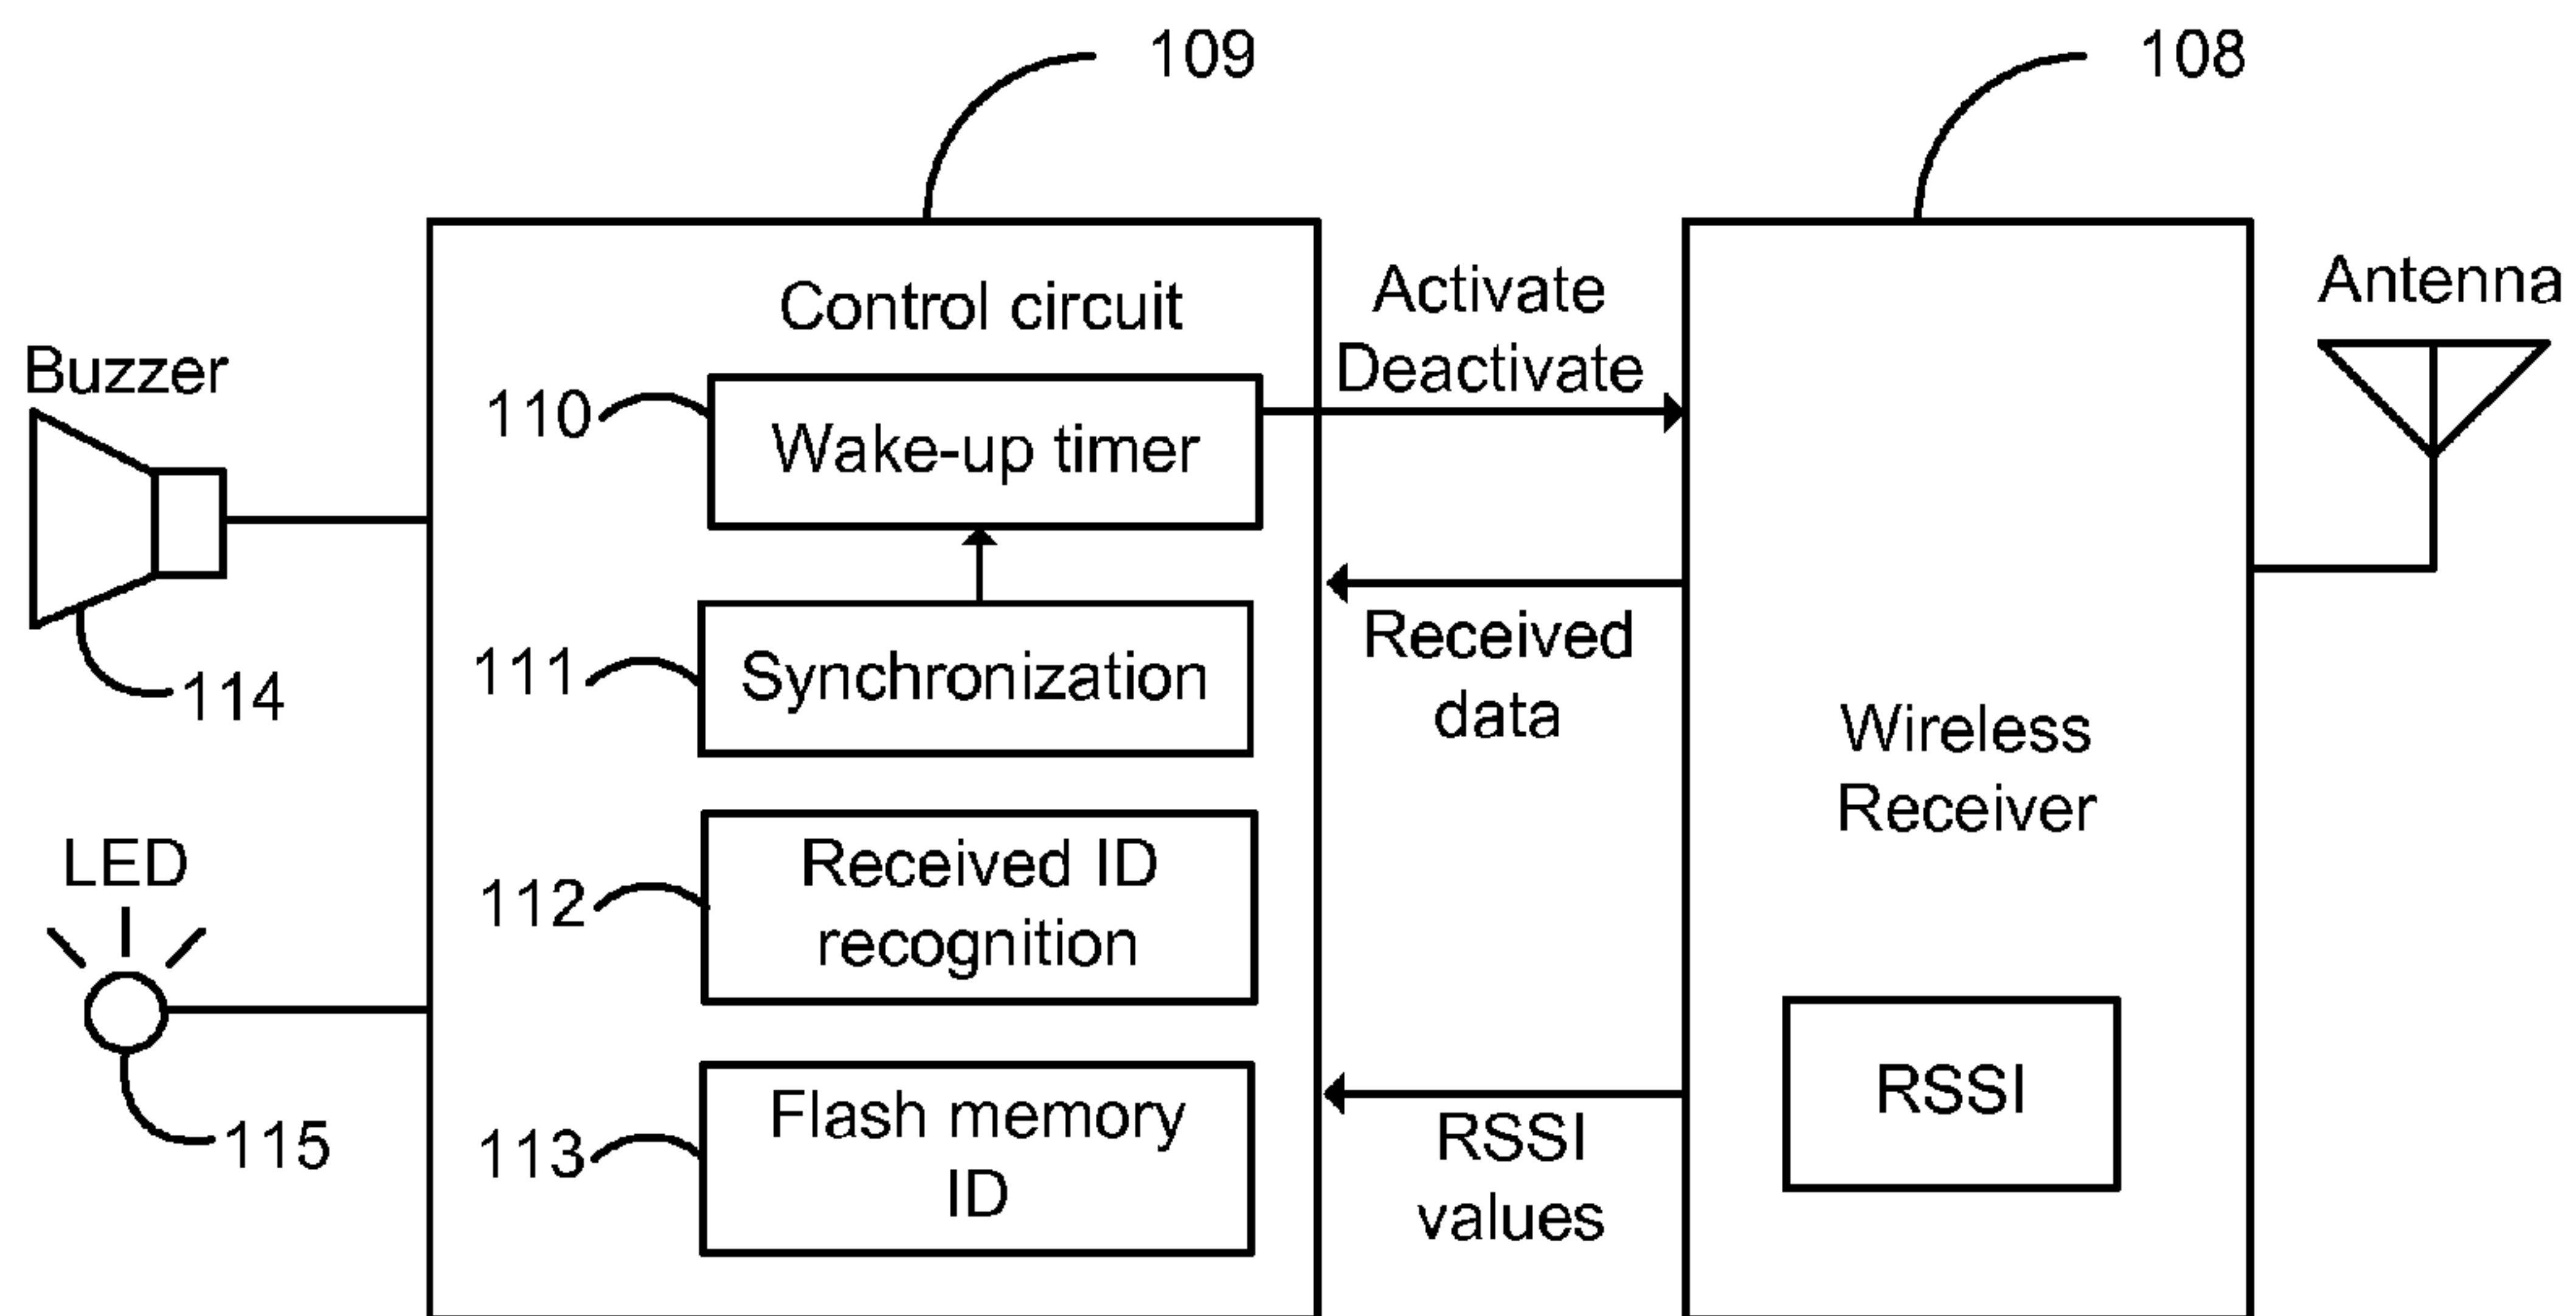 109
108
Control circuit
Activate
Deactivate
Antenna
Buzzer
110
Wake-up timer
111
Synchronization
Received
data
114
Wireless
Receiver
LED
112
Received ID
recognition
113
Flash memory
ID
RSSI
RSSI
values
115